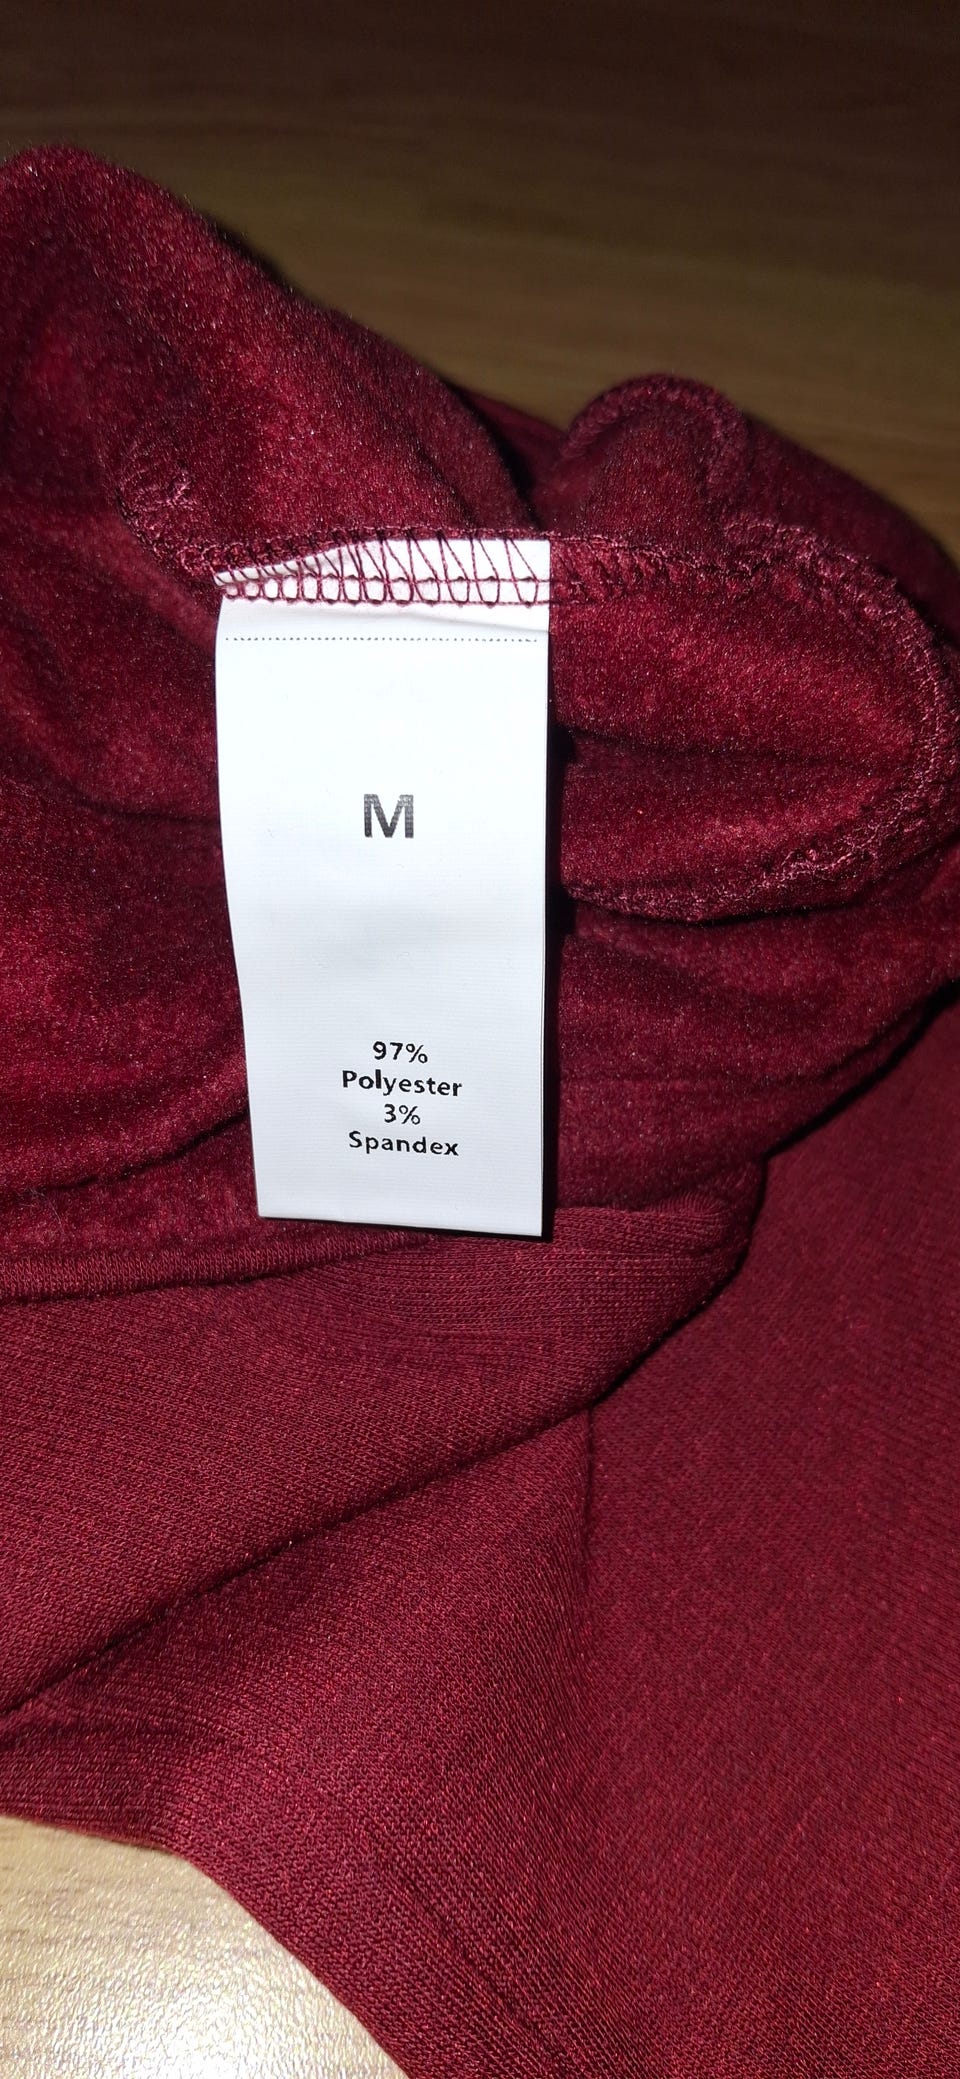 M
97%
Polyester
3%
Spandex